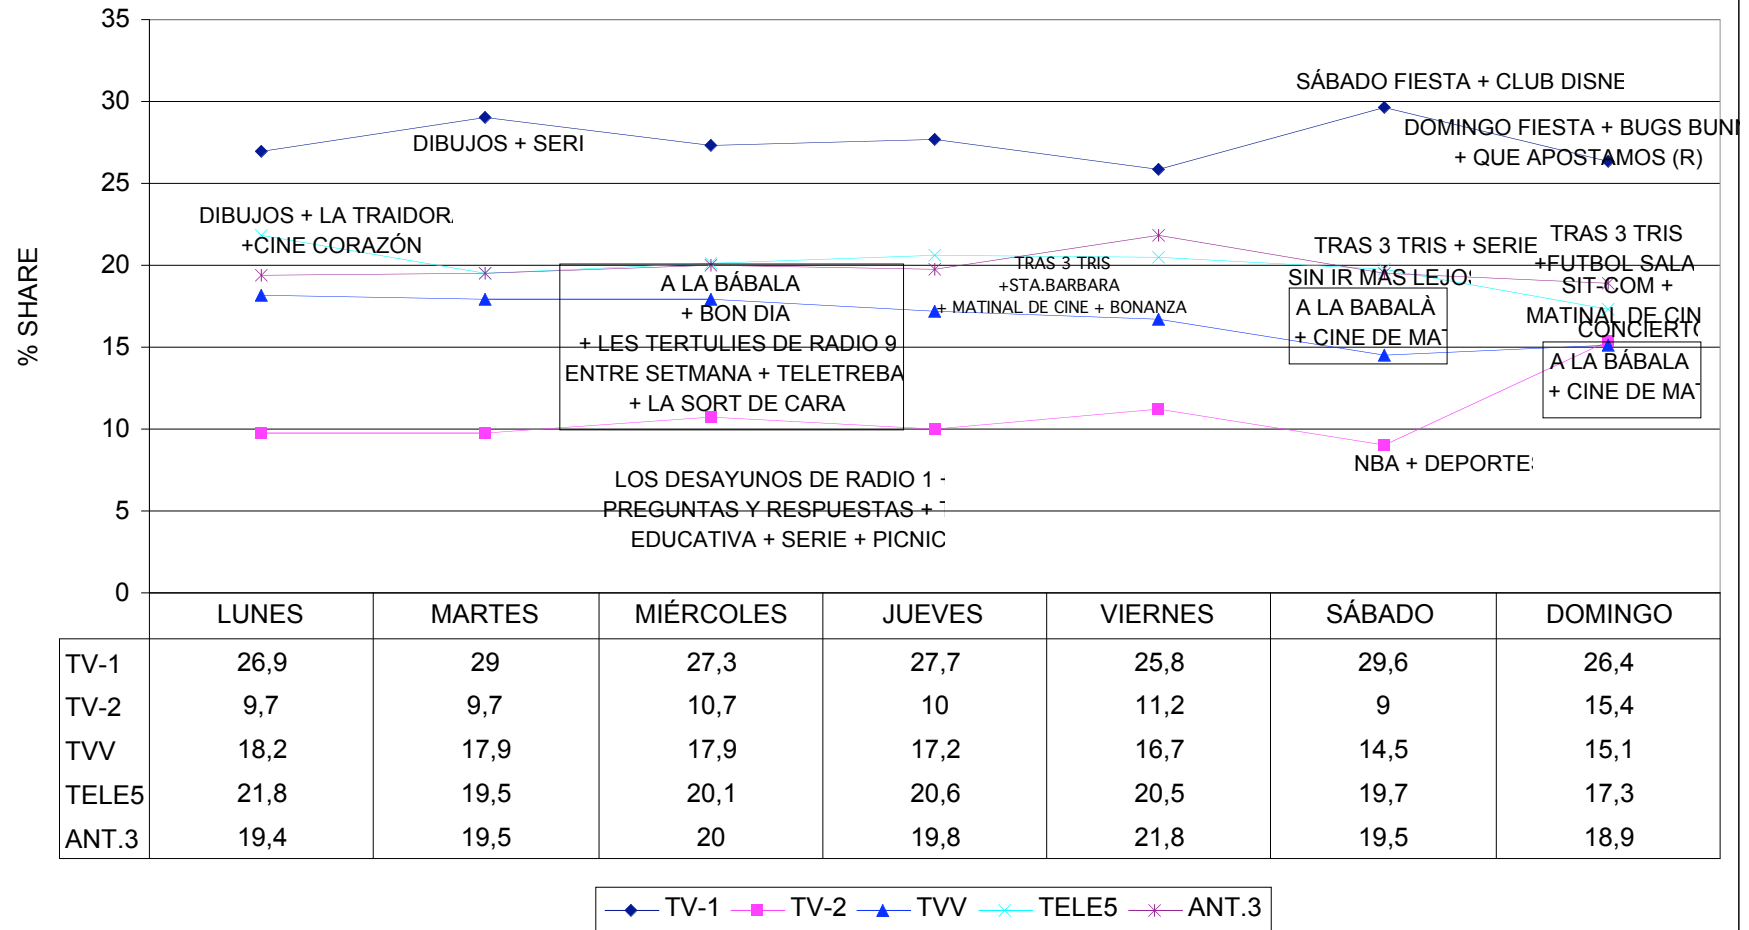 35
SÁBADO FIESTA + CLUB DISNE
30
DOMINGO FIESTA + BUGS BUNN
+ QUE APOSTAMOS (R)
DIBUJOS + SERI
25
% SHARE
DIBUJOS + LA TRAIDORA
+CINE CORAZÓN
TRAS 3 TRIS + SERIE
SIN IR MÁS LEJOS
TRAS 3 TRIS
+FUTBOL SALA
20
A LA BÁBALA
+ BON DIA
+ LES TERTULIES DE RADIO 9
ENTRE SETMANA + TELETREBA
+ LA SORT DE CARA
TRAS 3 TRIS
+STA.BARBARA
+ MATINAL DE CINE + BONANZA
A LA BABALÀ
+ CINE DE MAT
SIT-COM +
MATINAL DE CIN
CONCIERTO
15
A LA BÁBALA
+ CINE DE MAT
10
NBA + DEPORTES
LOS DESAYUNOS DE RADIO 1 +
PREGUNTAS Y RESPUESTAS + T
EDUCATIVA + SERIE + PICNIC
5
0
LUNES MARTES MIÉRCOLES JUEVES VIERNES SÁBADO DOMINGO
TV-1 26,9 29 27,3 27,7 25,8 29,6 26,4
TV-2 9,7 9,7 10,7 10 11,2 9 15,4
TVV 18,2 17,9 17,9 17,2 16,7 14,5 15,1
TELE5 21,8 19,5 20,1 20,6 20,5 19,7 17,3
ANT.3 19,4 19,5 20 19,8 21,8 19,5 18,9
TV-1 TV-2 TVV TELE5 ANT.3